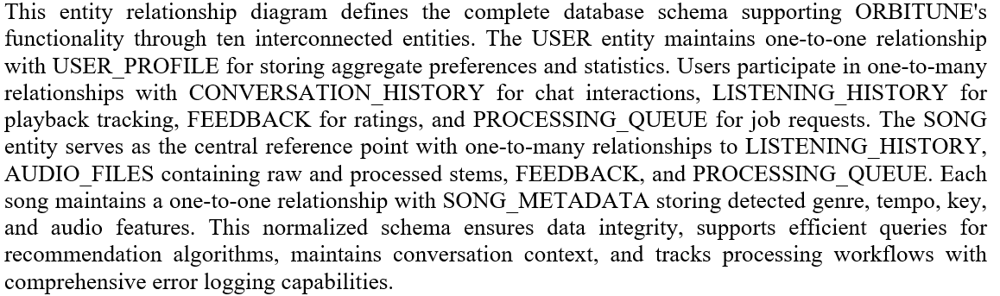 This entity relationship diagram defines the complete database schema supporting ORBITUNE's
functionality through ten interconnected entities. The USER entity maintains one-to-one relationship
with USER_PROFILE for storing aggregate preferences and statistics. Users participate in one-to-many
relationships with CONVERSATION_HISTORY for chat interactions, LISTENING_HISTORY for
playback tracking, FEEDBACK for ratings, and PROCESSING_QUEUE for job requests. The SONG
entity serves as the central reference point with one-to-many relationships to LISTENING_HISTORY,
AUDIO_FILES containing raw and processed stems, FEEDBACK, and PROCESSING_QUEUE. Each
song maintains a one-to-one relationship with SONG_METADATA storing detected genre, tempo, key,
and audio features. This normalized schema ensures data integrity, supports efficient queries for
recommendation algorithms, maintains conversation context, and tracks processing workflows with
comprehensive error logging capabilities.